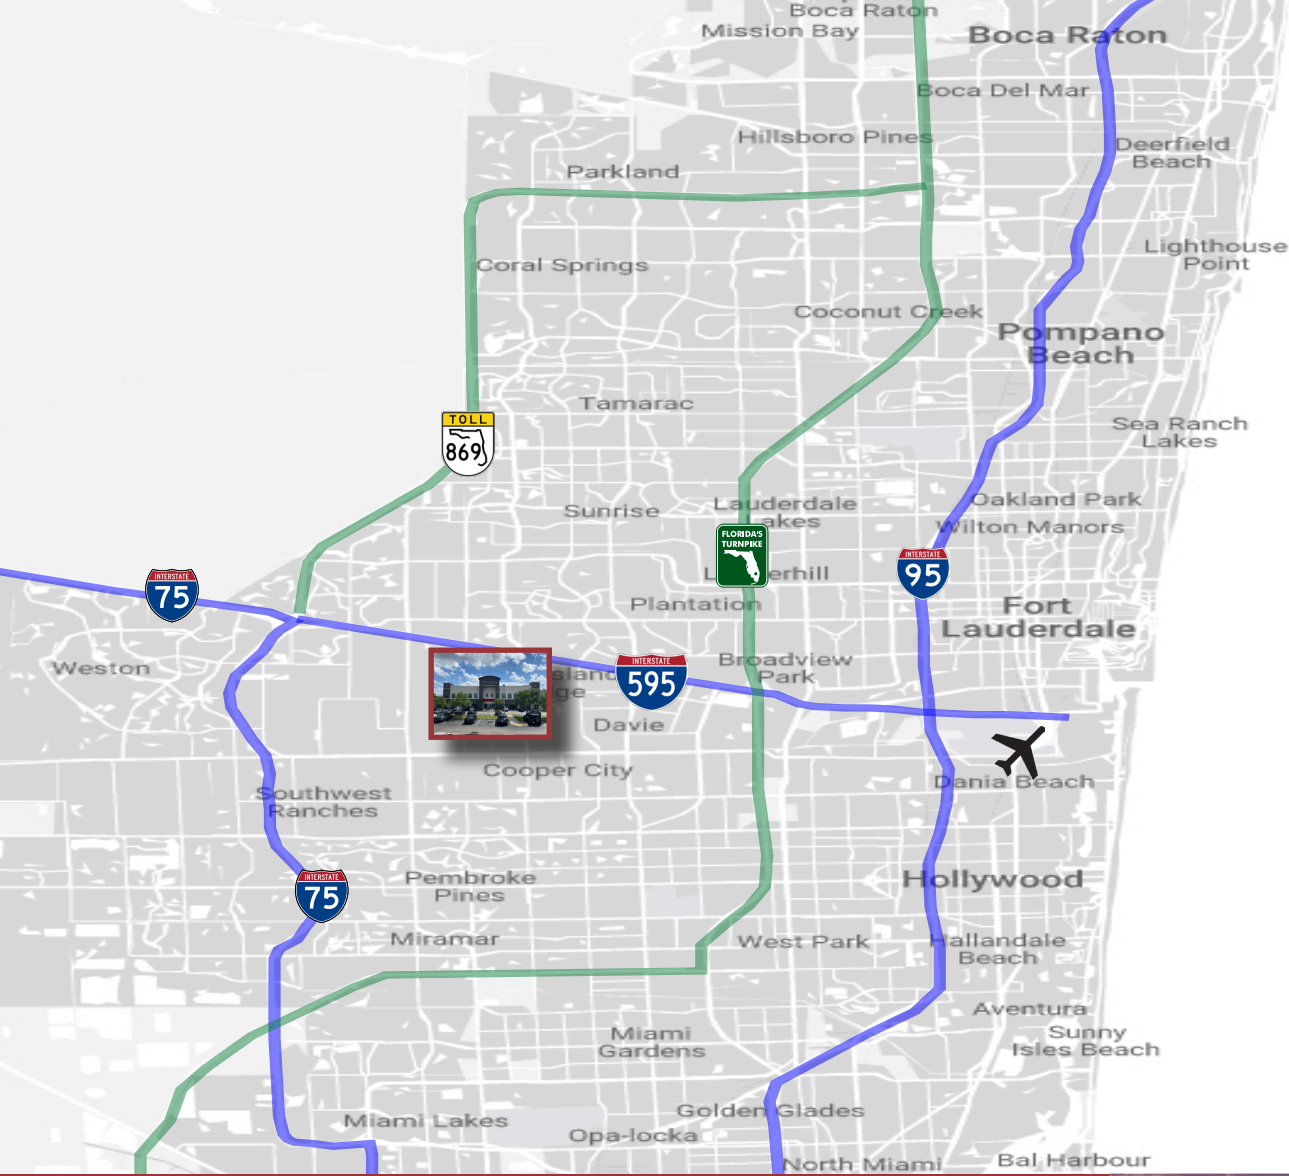 Boca Raton
Mission Bay
Boca Raton
Boca Del Mar
Hillsboro Pines
Deerfield
Beach
Parkland
Lighthouse
Point
Coral Springs
Coconut Creek
Pompano
Beach
Tamarac
TOLL
869
Sea Ranch
Lakes
Sunrise
Lauderdale
akes
Oakland Park
Wilton Manors
FLORIDA'S
TURNPIKE
L erhill
INTERSTATE
95
INTERSTATE
75
Plantation
Fort
Lauderdale
Weston
Broadview
Park
INTERSTATE
595
sland
ge
Davie
Cooper City
Dania Beach
Southwest
Ranches
INTERSTATE
75
Pembroke
Pines
Hollywood
Miramar
West Park
Hallandale
Beach
Aventura
Miami
Gardens
Sunny
Isles Beach
Miami Lakes
Golden Glades
Opa-locka
North Miami
Bal Harbour